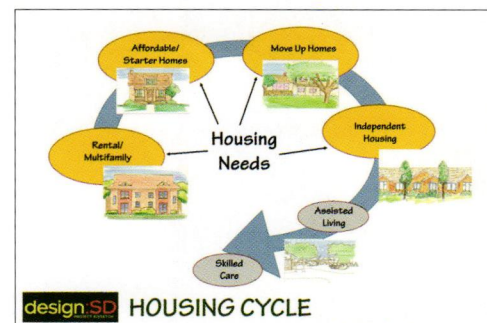 Affordable/
Starter Homes
Move Up Homes
Rental/
Multifamily
Housing
Needs
Independent
Housing
Assisted
Living
Skilled
Care
design:SD
HOUSING CYCLE